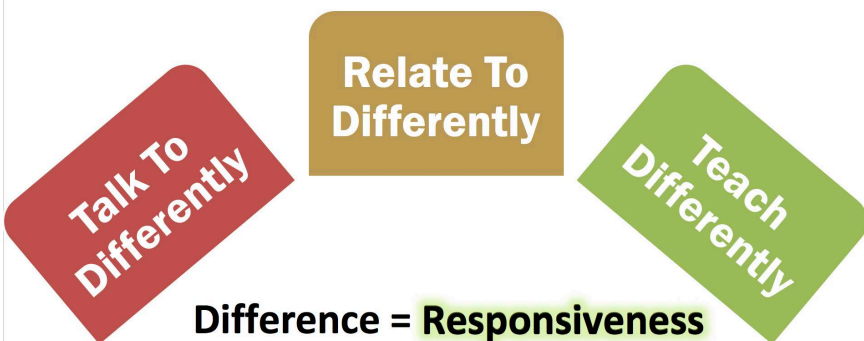 Talk To
Differently
Relate To
Differently
Teach
Differently
Difference = Responsiveness